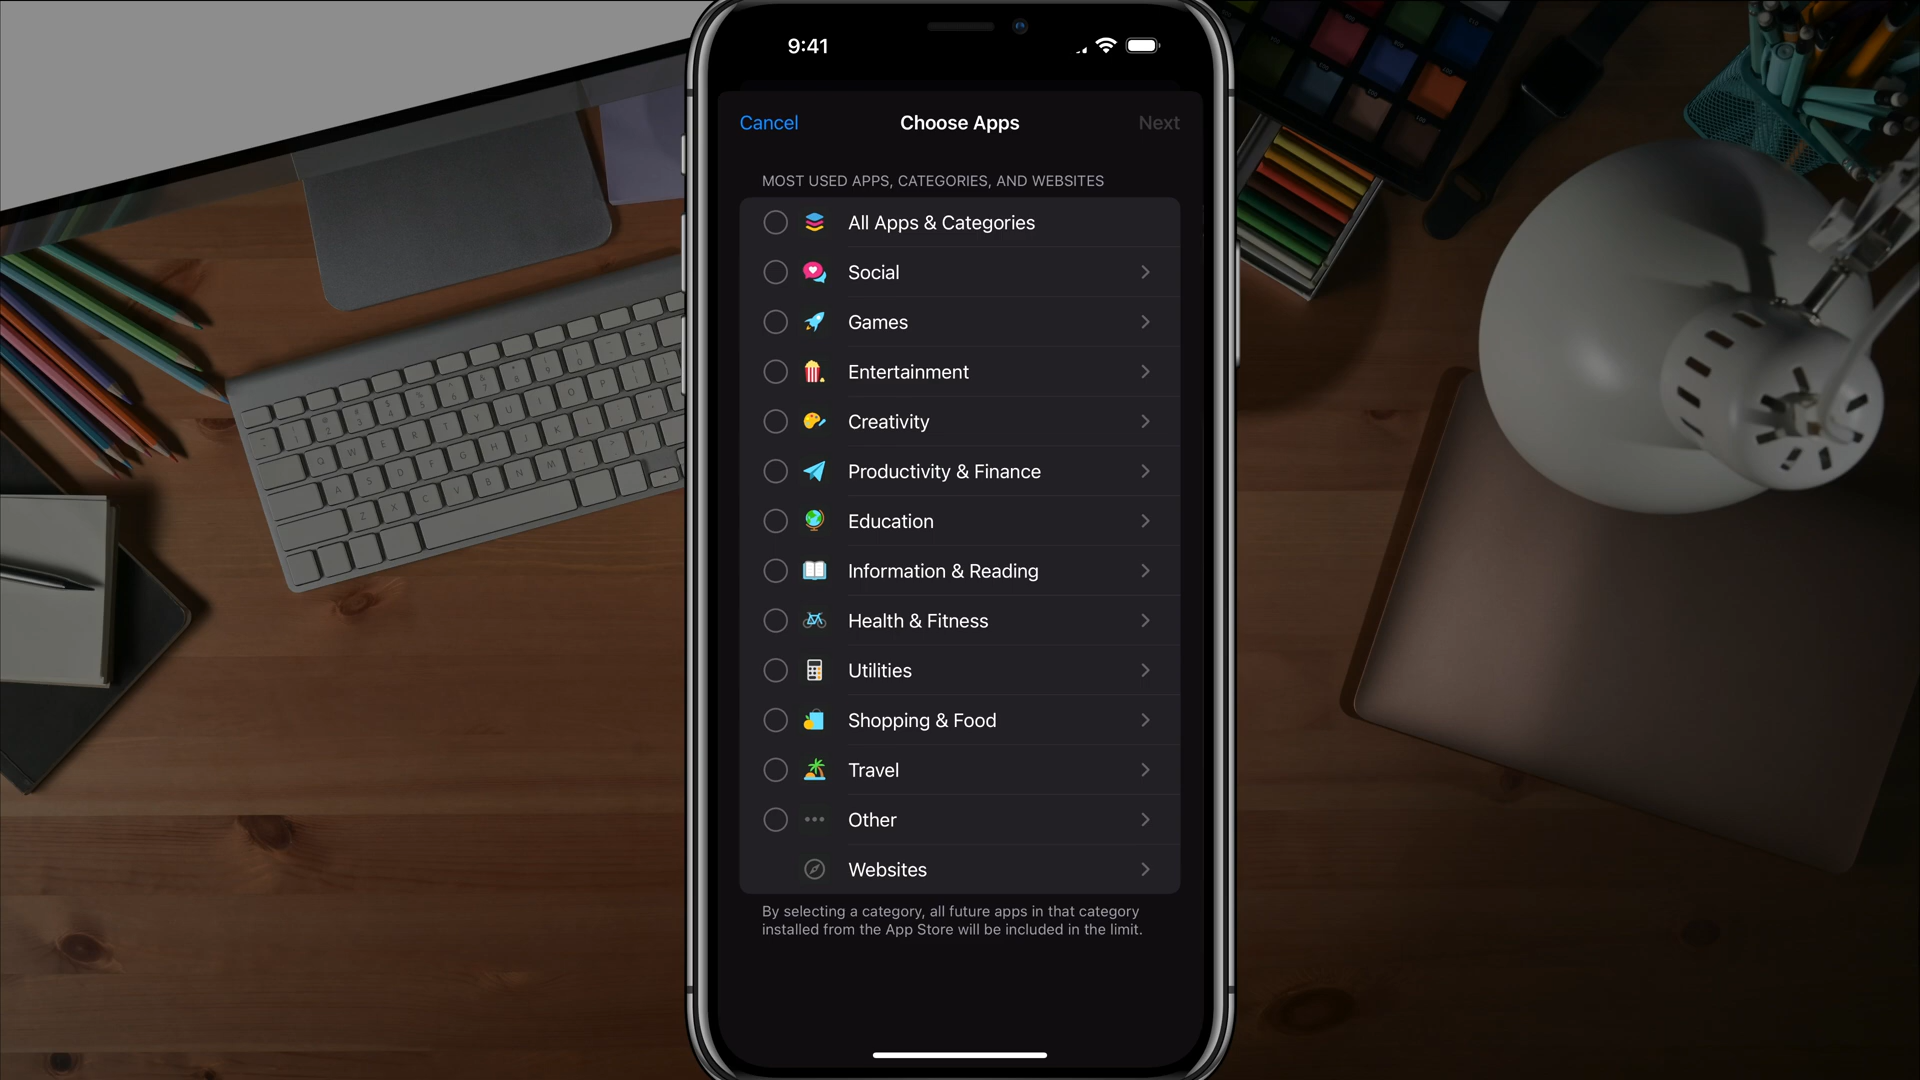 9:41
Cancel
Choose Apps
Next
MOST USED APPS, CATEGORIES, AND WEBSITES
All Apps & Categories
Social
Games
Entertainment
Creativity
Productivity & Finance
Education
Information & Reading
Health & Fitness
Utilities
Shopping & Food
Travel
Other
Websites
By selecting a category, all future apps in that category
installed from the App Store will be included in the limit.